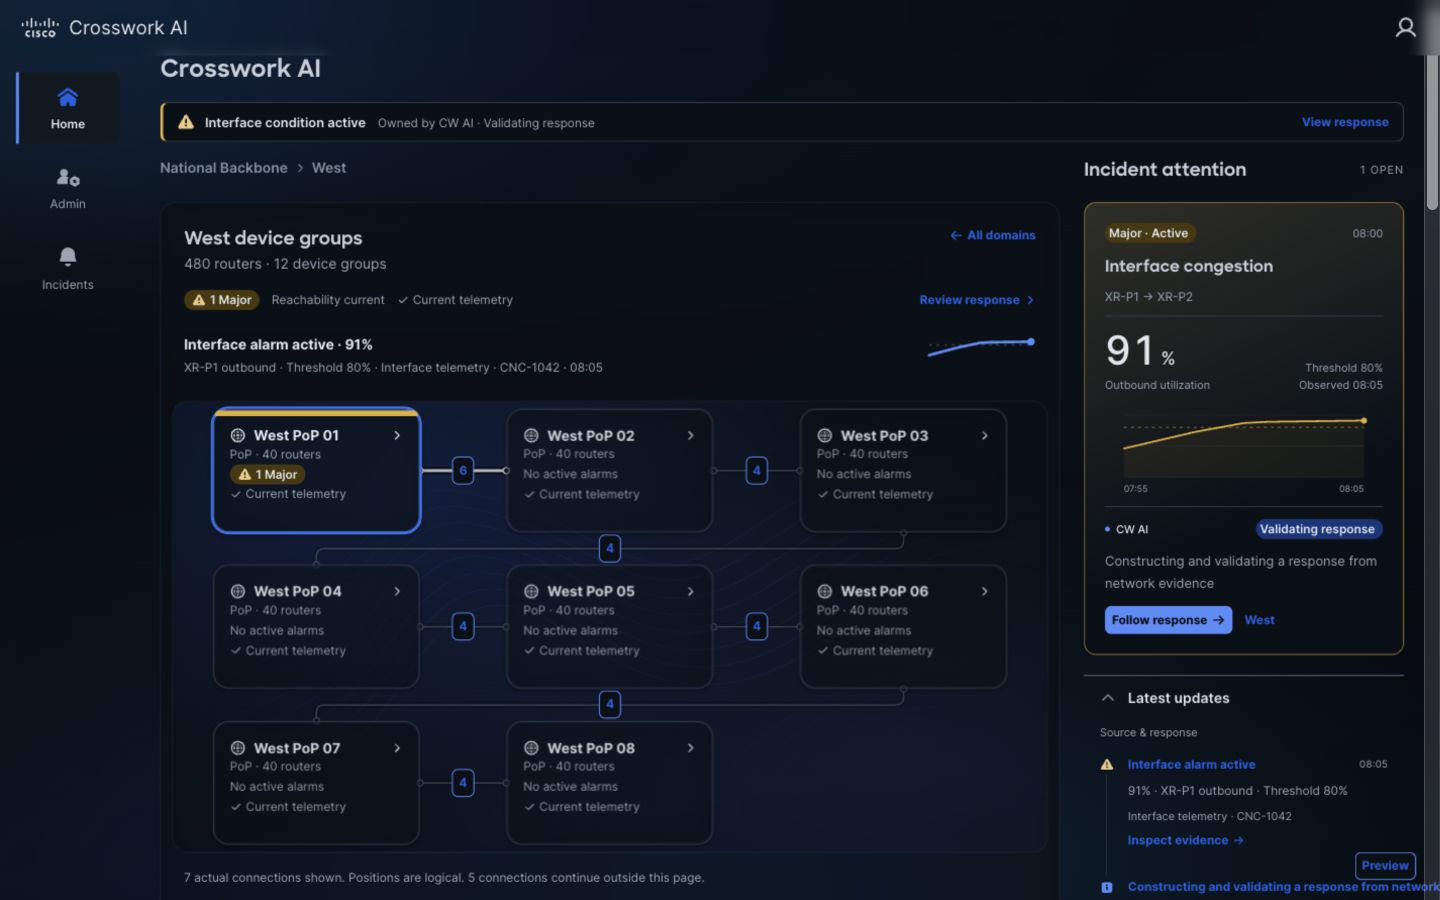 CISCO Crosswork AI
Crosswork AI
Home
Admin
Incidents
Interface condition active Owned by CW AI · Validating response View response
National Backbone > West
West device groups
← All domains
480 routers · 12 device groups
1 Major Reachability current ✓ Current telemetry Review response >
Interface alarm active · 91%
XR-P1 outbound · Threshold 80% · Interface telemetry · CNC-1042 · 08:05
West PoP 01 >
PoP · 40 routers
1 Major
✓ Current telemetry
6
West PoP 02 >
PoP · 40 routers
No active alarms
✓ Current telemetry
4
West PoP 03 >
PoP · 40 routers
No active alarms
✓ Current telemetry
4
West PoP 04 >
PoP · 40 routers
No active alarms
✓ Current telemetry
4
West PoP 05 >
PoP · 40 routers
No active alarms
✓ Current telemetry
4
West PoP 06 >
PoP · 40 routers
No active alarms
✓ Current telemetry
4
West PoP 07 >
PoP · 40 routers
No active alarms
✓ Current telemetry
4
West PoP 08 >
PoP · 40 routers
No active alarms
✓ Current telemetry
7 actual connections shown. Positions are logical. 5 connections continue outside this page.
Incident attention 1 OPEN
Major · Active 08:00
Interface congestion
XR-P1 → XR-P2
91 %
Outbound utilization
Threshold 80%
Observed 08:05
07:55 08:05
CW AI Validating response
Constructing and validating a response from
network evidence
Follow response → West
Latest updates
Source & response
Interface alarm active 08:05
91% · XR-P1 outbound · Threshold 80%
Interface telemetry · CNC-1042
Inspect evidence →
Preview
Constructing and validating a response from network